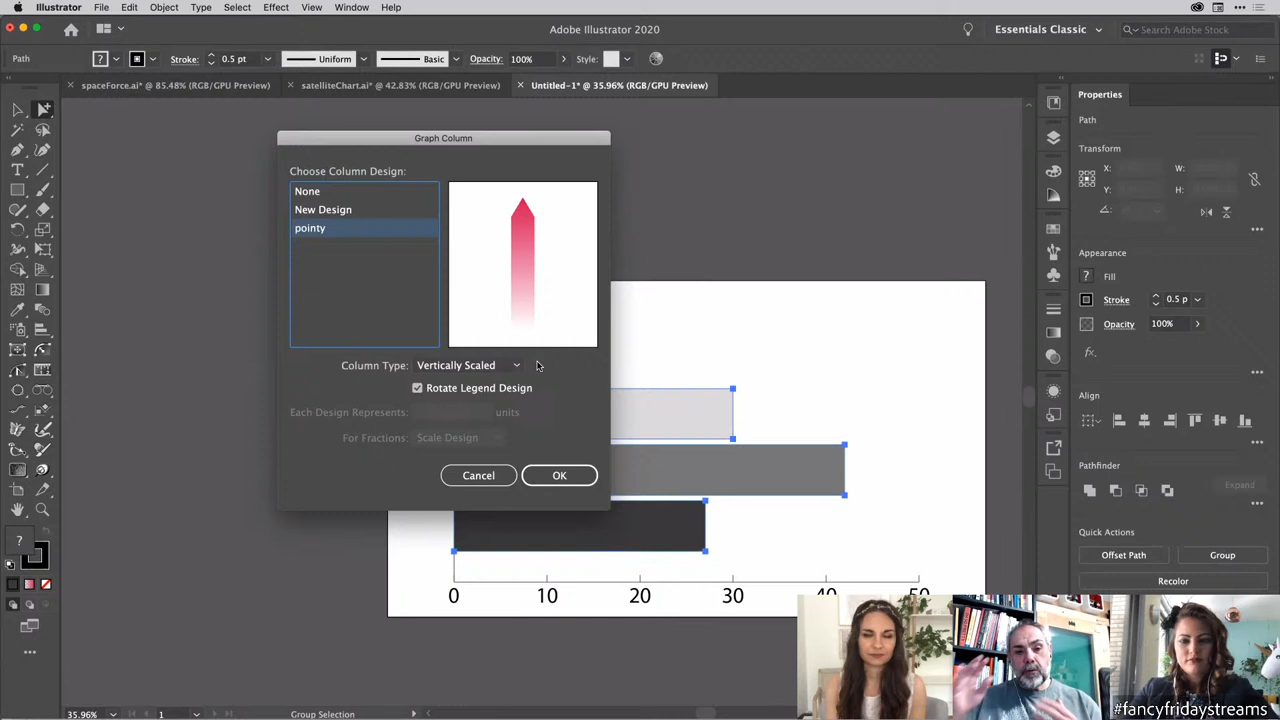 Illustrator File Edit Object Type Select Effect View Window Help
Adobe Illustrator 2020
Essentials Classic
Search Adobe Stock
Path
?
Stroke:
0.5 pt
Uniform
Basic
Opacity:
100%
Style:
spaceForce.ai* @ 85.48% (RGB/GPU Preview)
satelliteChart.ai* @ 42.83% (RGB/GPU Preview)
Untitled-1* @ 35.96% (RGB/GPU Preview)
Graph Column
Choose Column Design:
None
New Design
pointy
Column Type: Vertically Scaled
Rotate Legend Design
Each Design Represents: units
For Fractions: Scale Design
Cancel
OK
0 10 20 30 40 50
?
Properties
Path
Transform
X:
W:
Y:
H:
Appearance
? Fill
Stroke 0.5 p
Opacity 100%
fx.
Align
Pathfinder
Expand
Quick Actions
Offset Path
Group
Recolor
35.96%
1
Group Selection
#fancyfridaystreams